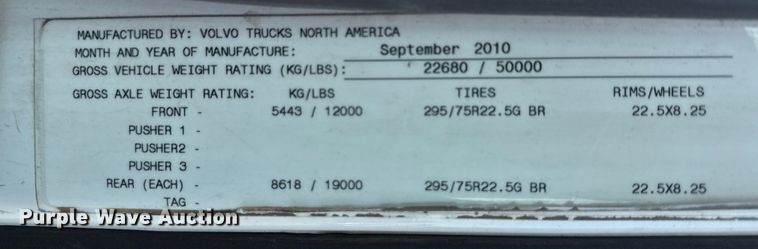 MANUFACTURED BY: VOLVO TRUCKS NORTH AMERICA
MONTH AND YEAR OF MANUFACTURE: September 2010
GROSS VEHICLE WEIGHT RATING (KG/LBS): 22680 / 50000
GROSS AXLE WEIGHT RATING: KG/LBS TIRES RIMS/WHEELS
FRONT - 5443 / 12000 295/75R22.5G BR 22.5X8.25
PUSHER 1 -
PUSHER2 -
PUSHER 3 -
REAR (EACH) - 8618 / 19000 295/75R22.5G BR 22.5X8.25
TAG -
Purple Wave Auction